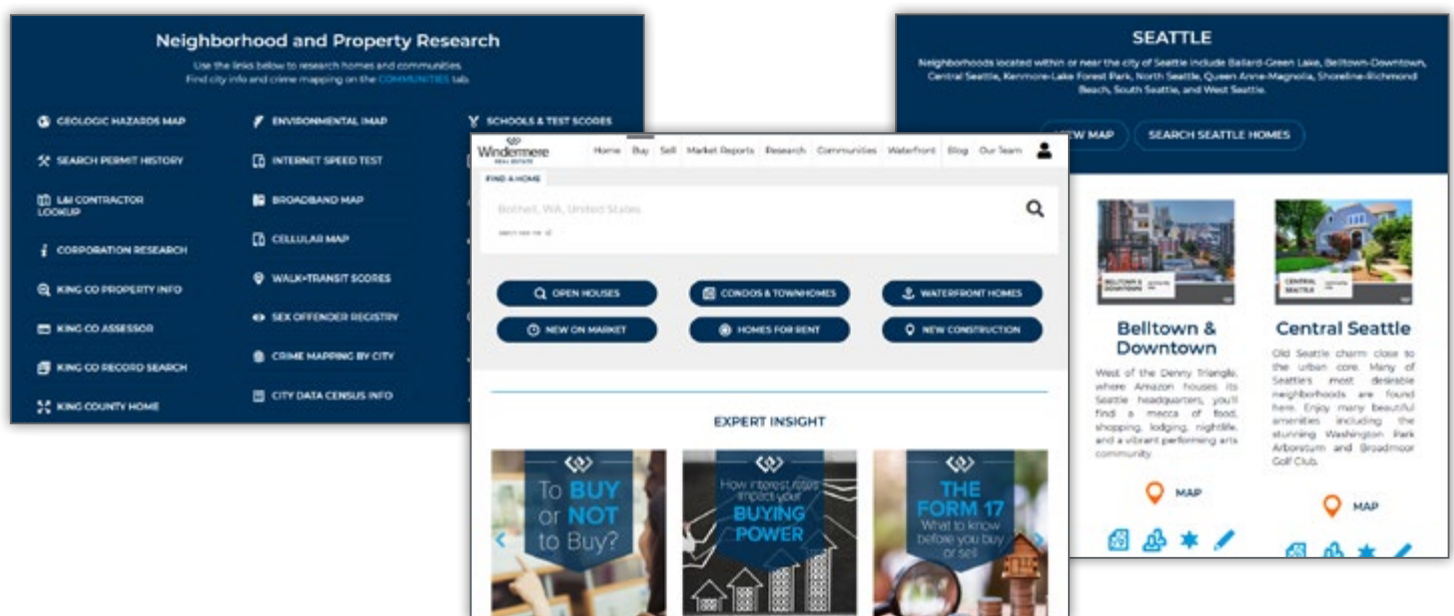 Neighborhood and Property Research
Use the links below to research homes and communities.
Find city info and crime mapping on the COMMUNITIES tab.
GEOLOGIC HAZARDS MAP
SEARCH PERMIT HISTORY
L&I CONTRACTOR
LOOKUP
CORPORATION RESEARCH
KING CO PROPERTY INFO
KING CO ASSESSOR
KING CO RECORD SEARCH
KING COUNTY HOME
ENVIRONMENTAL IMAP
INTERNET SPEED TEST
BROADBAND MAP
CELLULAR MAP
WALK+TRANSIT SCORES
SEX OFFENDER REGISTRY
CRIME MAPPING BY CITY
CITY DATA CENSUS INFO
SCHOOLS & TEST SCORES
Windermere
REAL ESTATE
Home Buy Sell Market Reports Research Communities Waterfront Blog Our Team
FIND A HOME
Bothell, WA, United States
OPEN HOUSES
CONDOS & TOWNHOMES
WATERFRONT HOMES
NEW ON MARKET
HOMES FOR RENT
NEW CONSTRUCTION
EXPERT INSIGHT
To BUY
or NOT
to Buy?
How interest rates
impact your
BUYING
POWER
THE
FORM 17
What to know
before you buy
or sell
SEATTLE
Neighborhoods located within or near the city of Seattle include Ballard-Green Lake, Belltown-Downtown,
Central Seattle, Kenmore-Lake Forest Park, North Seattle, Queen Anne-Magnolia, Shoreline-Richmond
Beach, South Seattle, and West Seattle.
MAP
SEARCH SEATTLE HOMES
BELLTOWN &
DOWNTOWN
Belltown &
Downtown
West of the Denny Triangle,
where Amazon houses its
Seattle headquarters, you'll
find a mecca of food,
shopping, lodging, nightlife,
and a vibrant performing arts
community.
MAP
CENTRAL
SEATTLE
Central Seattle
Old Seattle charm close to
the urban core. Many of
Seattle's most desirable
neighborhoods are found
here. Enjoy many beautiful
amenities including the
stunning Washington Park
Arboretum and Broadmoor
Golf Club.
MAP